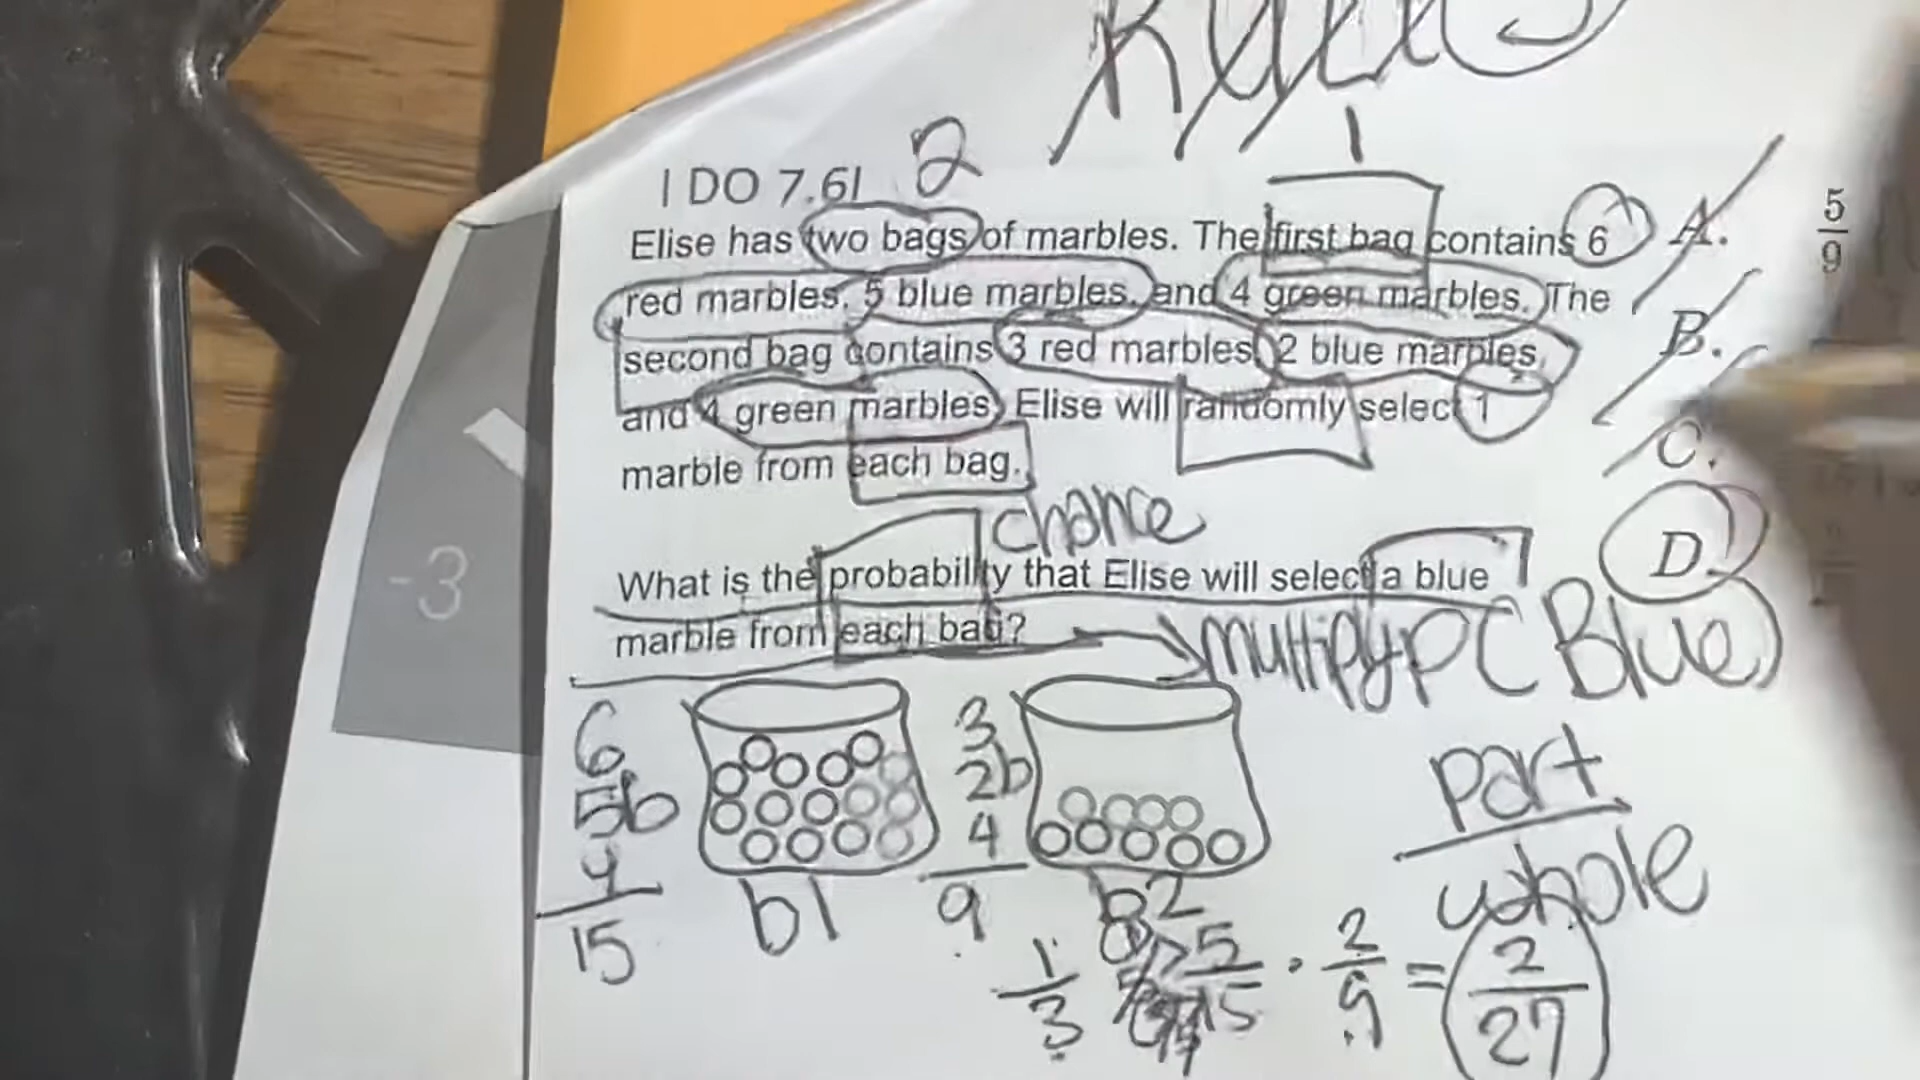 2
1
I DO 7.6I
Elise has two bags of marbles. The first bag contains 6
red marbles, 5 blue marbles, and 4 green marbles. The
second bag contains 3 red marbles, 2 blue marbles,
and 4 green marbles. Elise will randomly select 1
marble from each bag.
chance
What is the probability that Elise will select a blue
marble from each bag?
multiply P( Blue)
A.
5/9
B.
C.
D.
-3
6
5b
4
15
b1
3
2b
4
9
B2
part
whole
1/3 5/15 · 2/9 = 2/27